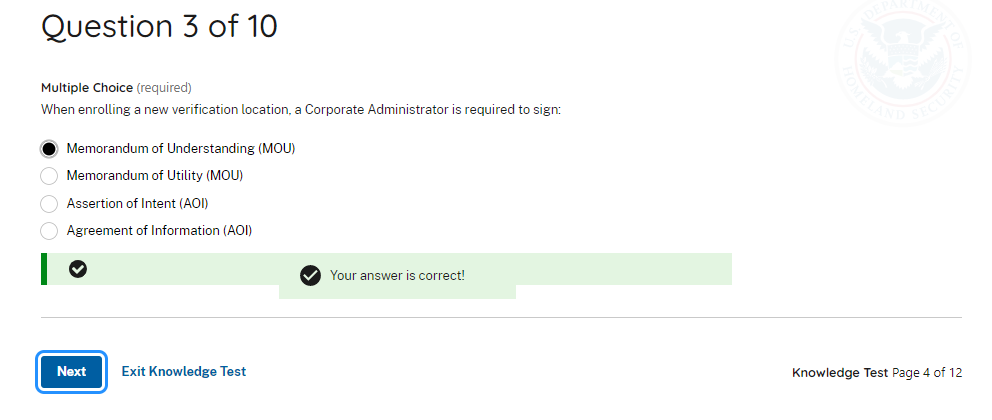 Question 3 of 10
U.S. DEPARTMENT OF HOMELAND SECURITY
Multiple Choice (required)
When enrolling a new verification location, a Corporate Administrator is required to sign:
Memorandum of Understanding (MOU)
Memorandum of Utility (MOU)
Assertion of Intent (AOI)
Agreement of Information (AOI)
Your answer is correct!
Next Exit Knowledge Test Knowledge Test Page 4 of 12